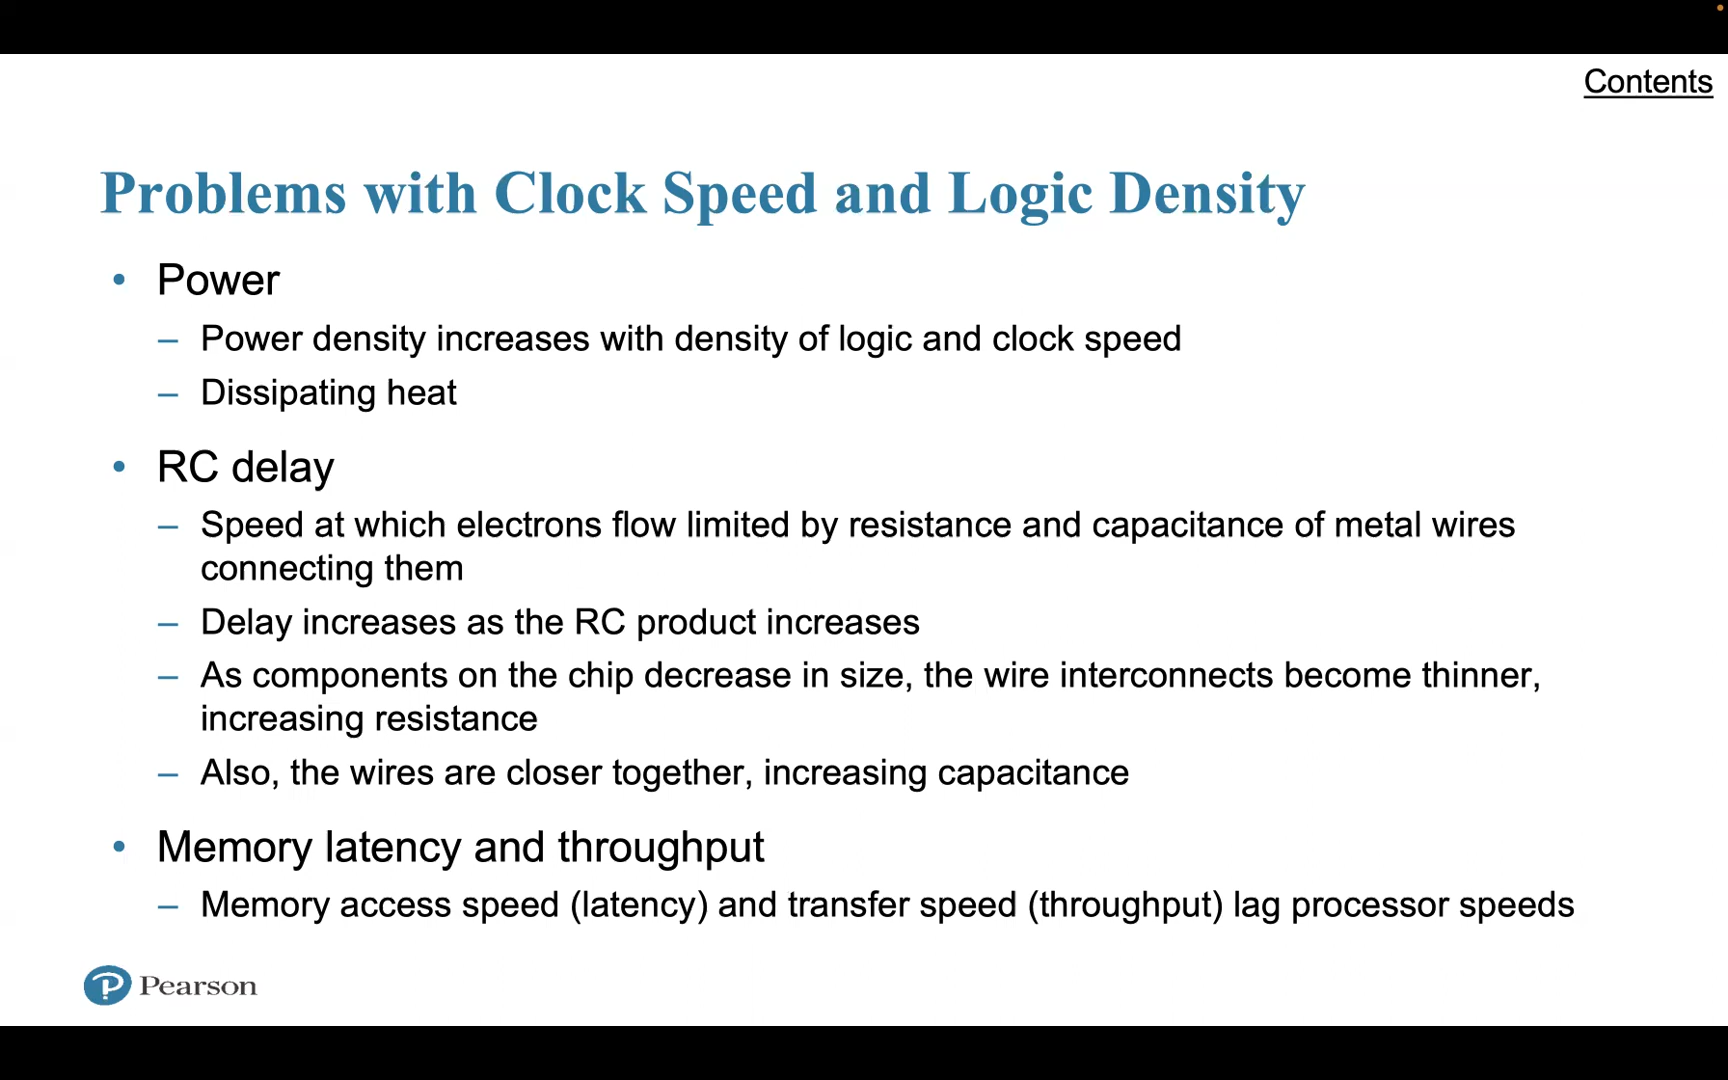 Contents
Problems with Clock Speed and Logic Density
• Power
– Power density increases with density of logic and clock speed
– Dissipating heat
• RC delay
– Speed at which electrons flow limited by resistance and capacitance of metal wires
connecting them
– Delay increases as the RC product increases
– As components on the chip decrease in size, the wire interconnects become thinner,
increasing resistance
– Also, the wires are closer together, increasing capacitance
• Memory latency and throughput
– Memory access speed (latency) and transfer speed (throughput) lag processor speeds
P Pearson